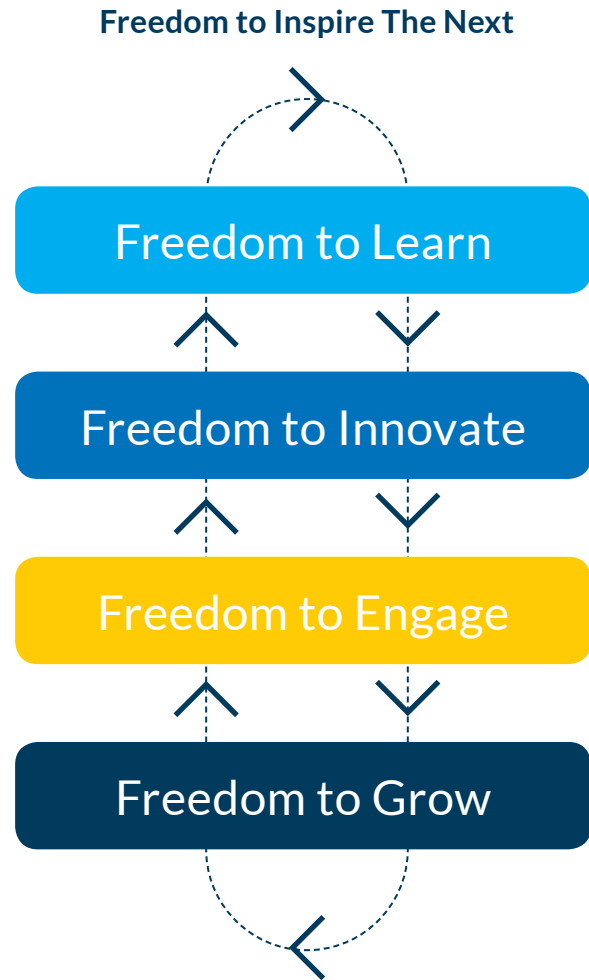 Freedom to Inspire The Next
Freedom to Learn
Freedom to Innovate
Freedom to Engage
Freedom to Grow